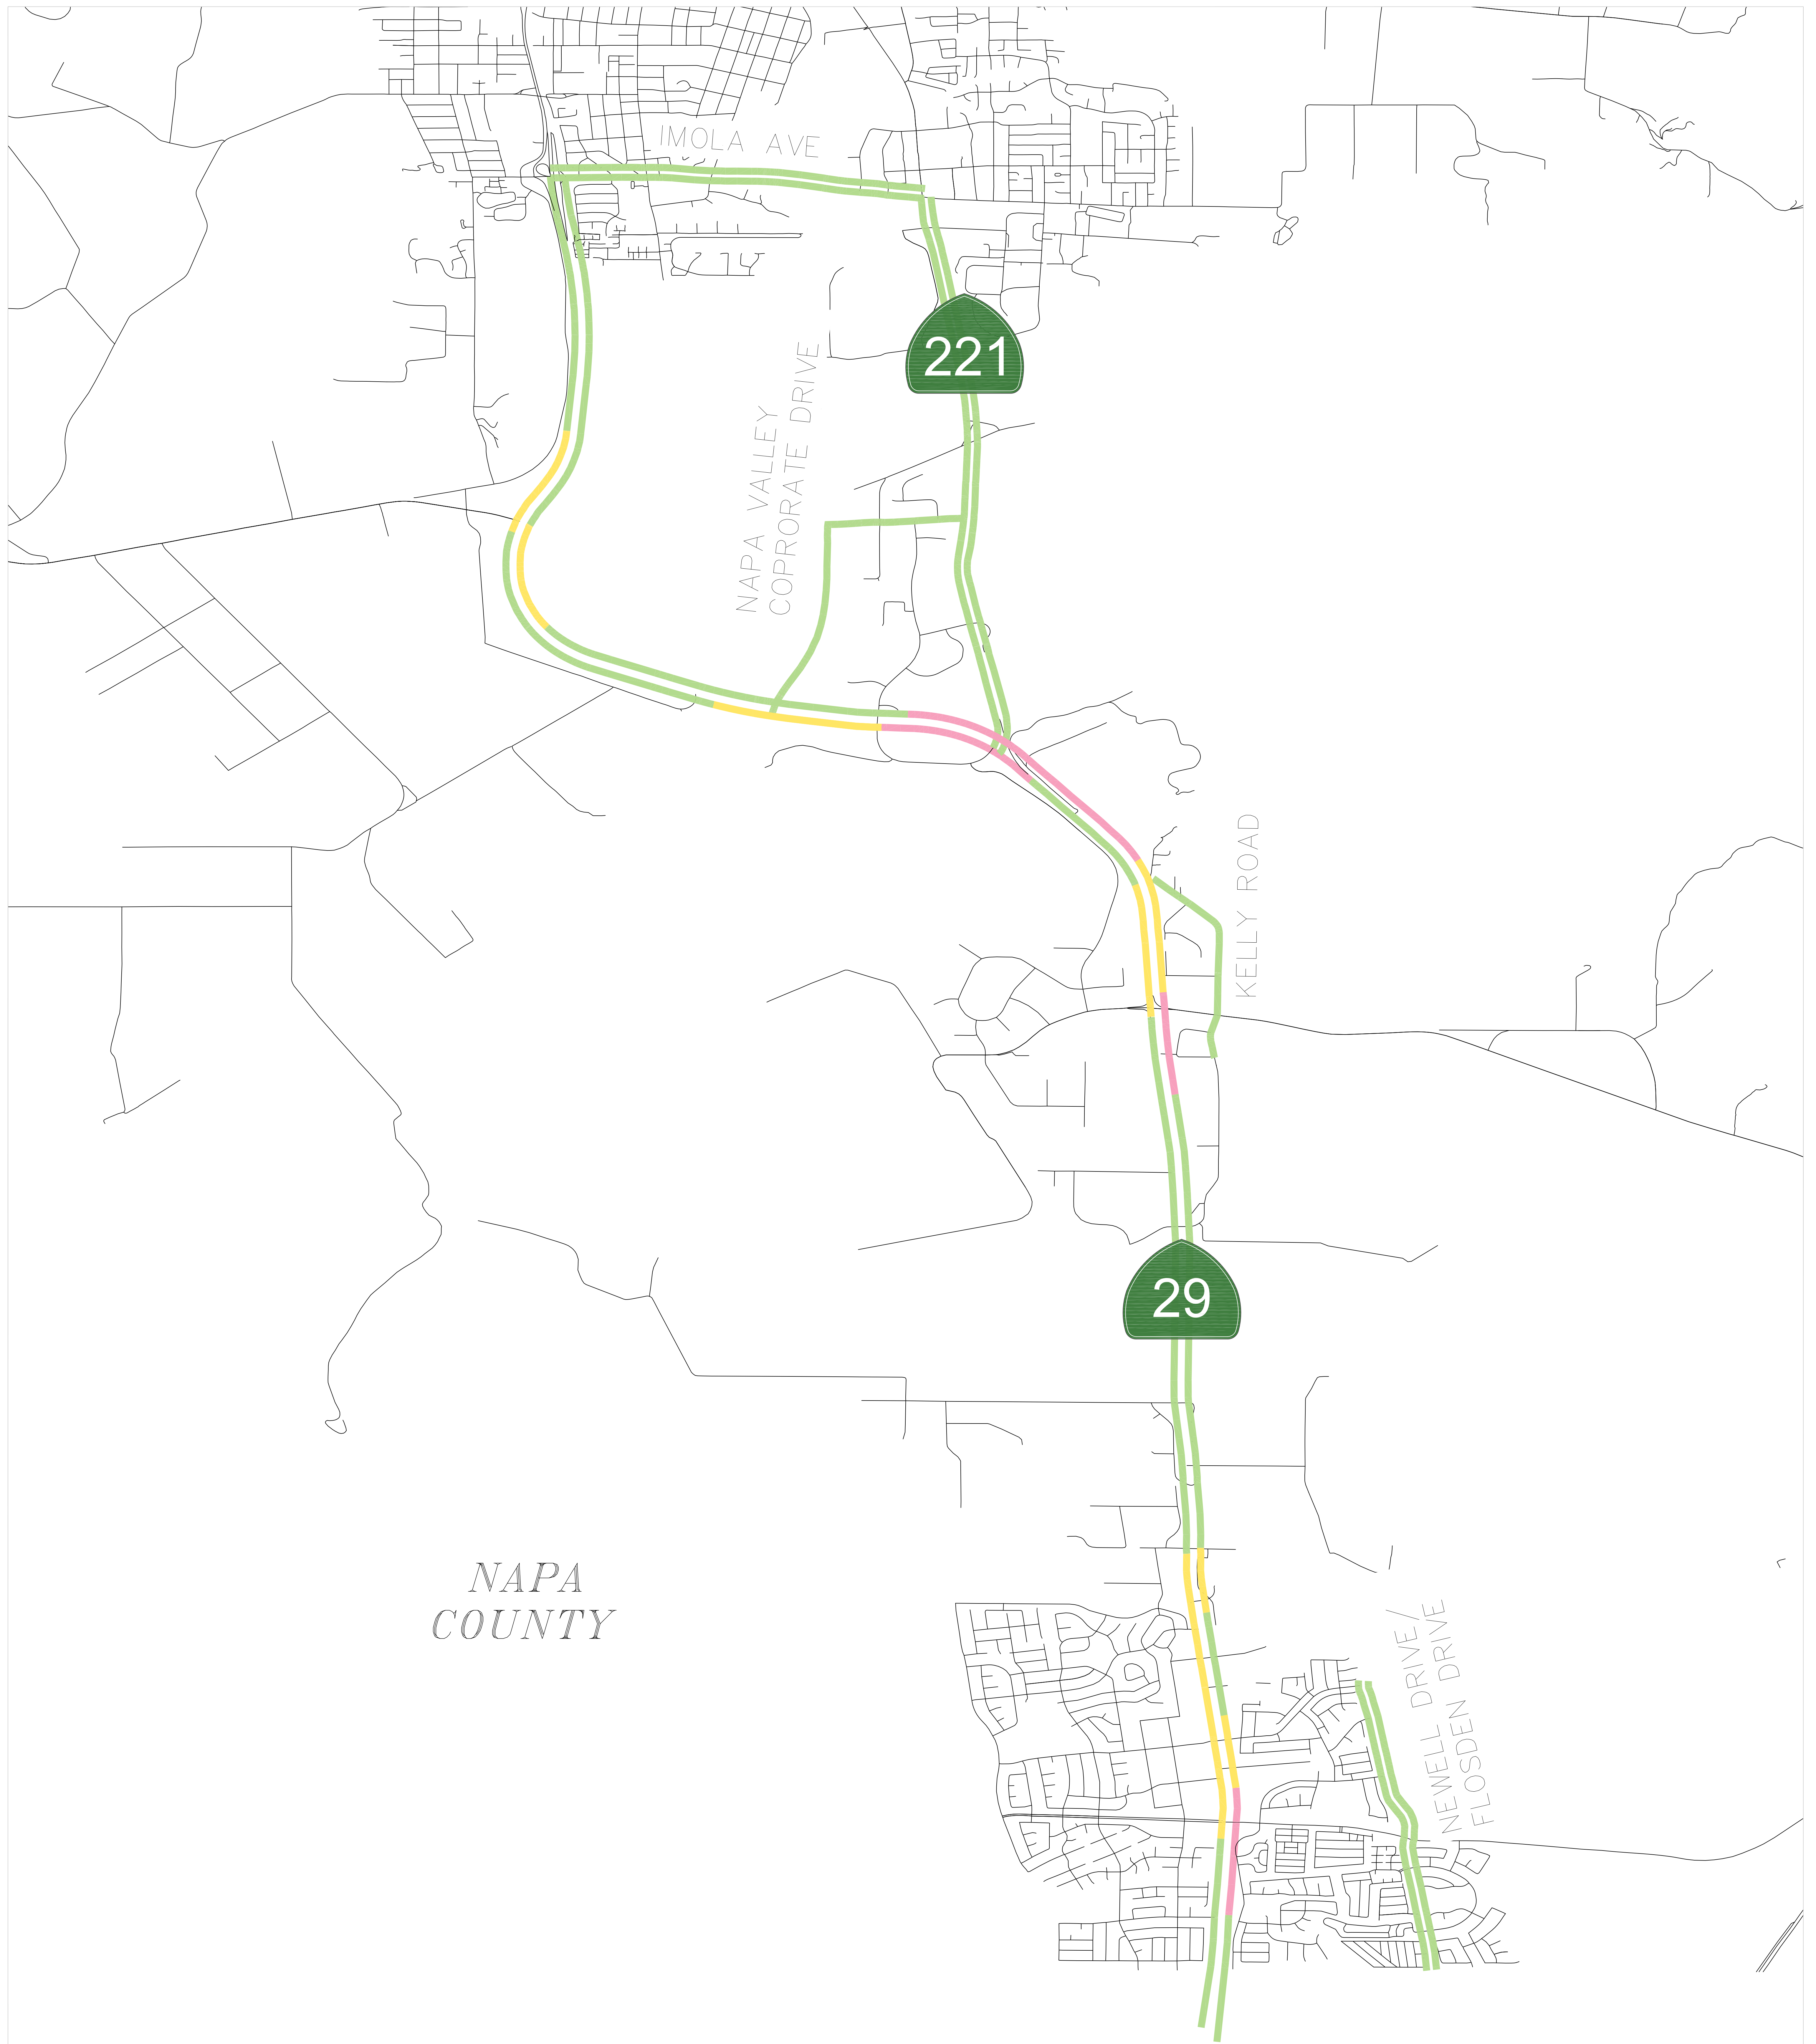 IMOLA AVE
221
NAPA VALLEY
COPRORATE DRIVE
KELLY ROAD
29
NAPA
COUNTY
NEWELL DRIVE/
FLOSDEN DRIVE